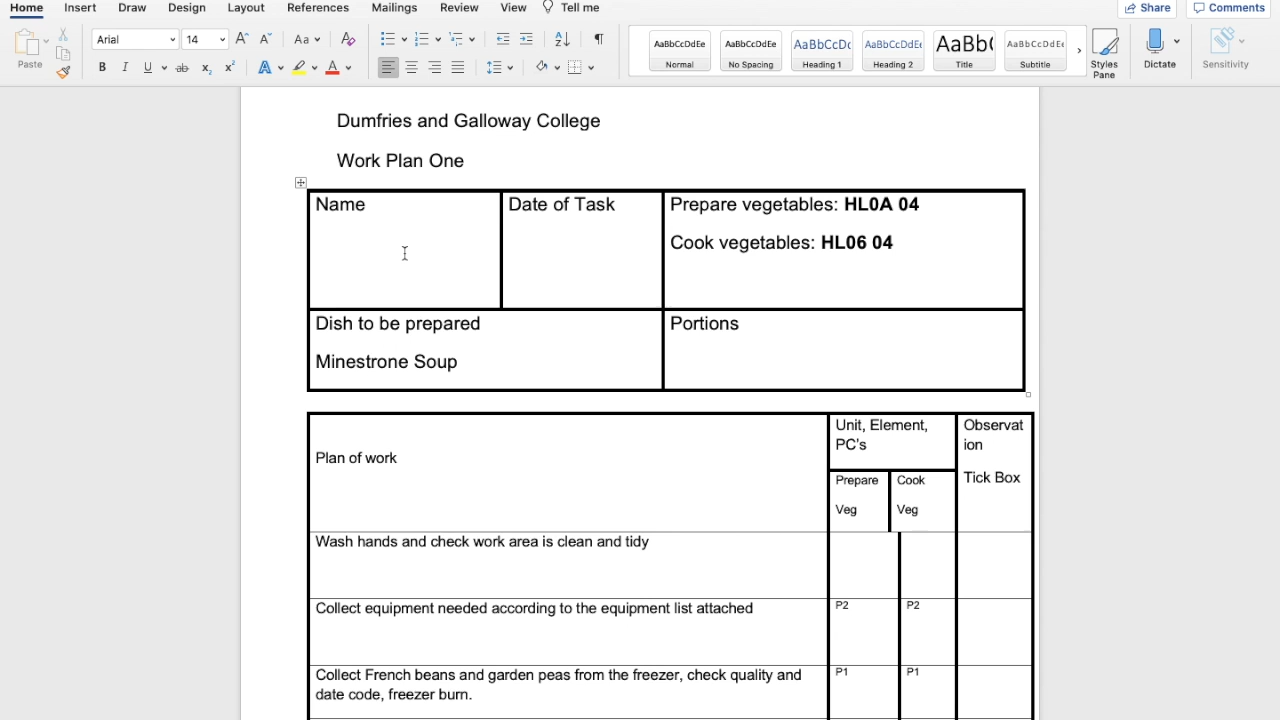 Home Insert Draw Design Layout References Mailings Review View Tell me Share Comments
Paste Arial 14 Aa AaBbCcDdEe AaBbCcDdEe AaBbCcDc AaBbCcDdEe AaBb( AaBbCcDdEe Dictate Sensitivity
Normal No Spacing Heading 1 Heading 2 Title Subtitle Styles
Pane
Dumfries and Galloway College
Work Plan One
Name Date of Task Prepare vegetables: HL0A 04
Cook vegetables: HL06 04
Dish to be prepared Portions
Minestrone Soup
Unit, Element, Observat
PC's ion
Plan of work
Prepare Cook Tick Box
Veg Veg
Wash hands and check work area is clean and tidy
Collect equipment needed according to the equipment list attached P2 P2
Collect French beans and garden peas from the freezer, check quality and P1 P1
date code, freezer burn.